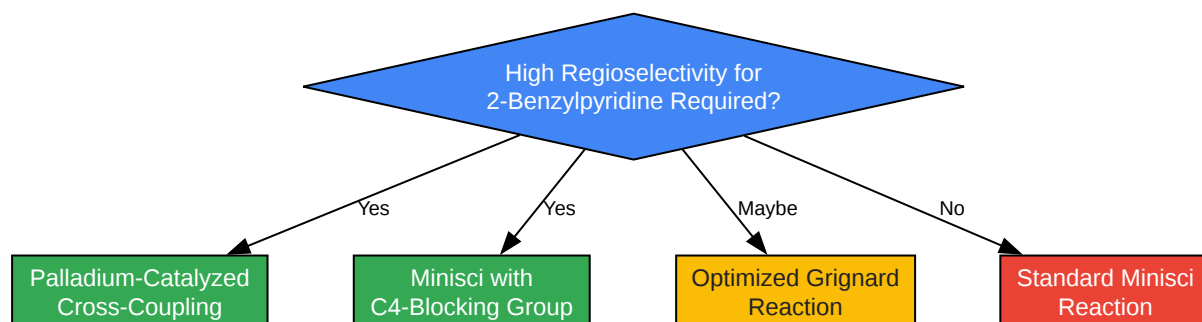 High Regioselectivity for
2-Benzylpyridine Required?
Yes
Yes
Maybe
No
Palladium-Catalyzed
Cross-Coupling
Minisci with
C4-Blocking Group
Optimized Grignard
Reaction
Standard Minisci
Reaction